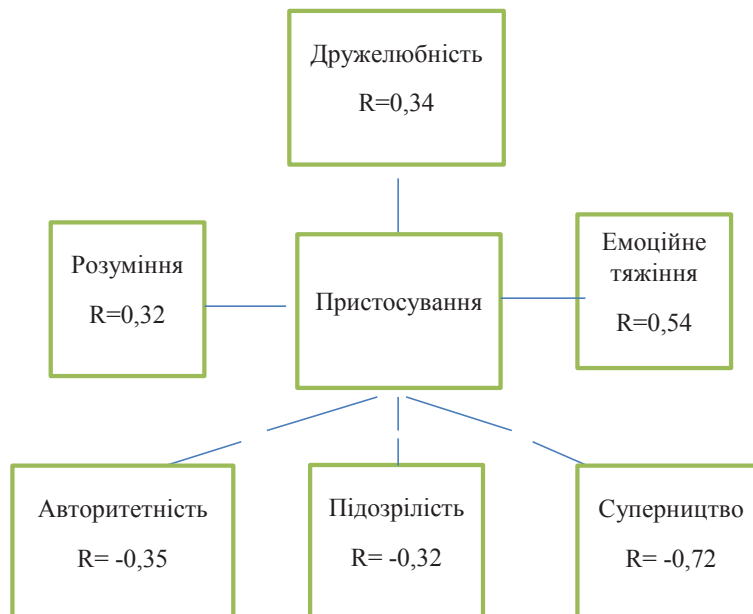 Дружелюбність
R=0,34
Розуміння
R=0,32
Пристосування
Емоційне
тяжіння
R=0,54
Авторитетність
R= -0,35
Підозрілість
R= -0,32
Суперництво
R= -0,72